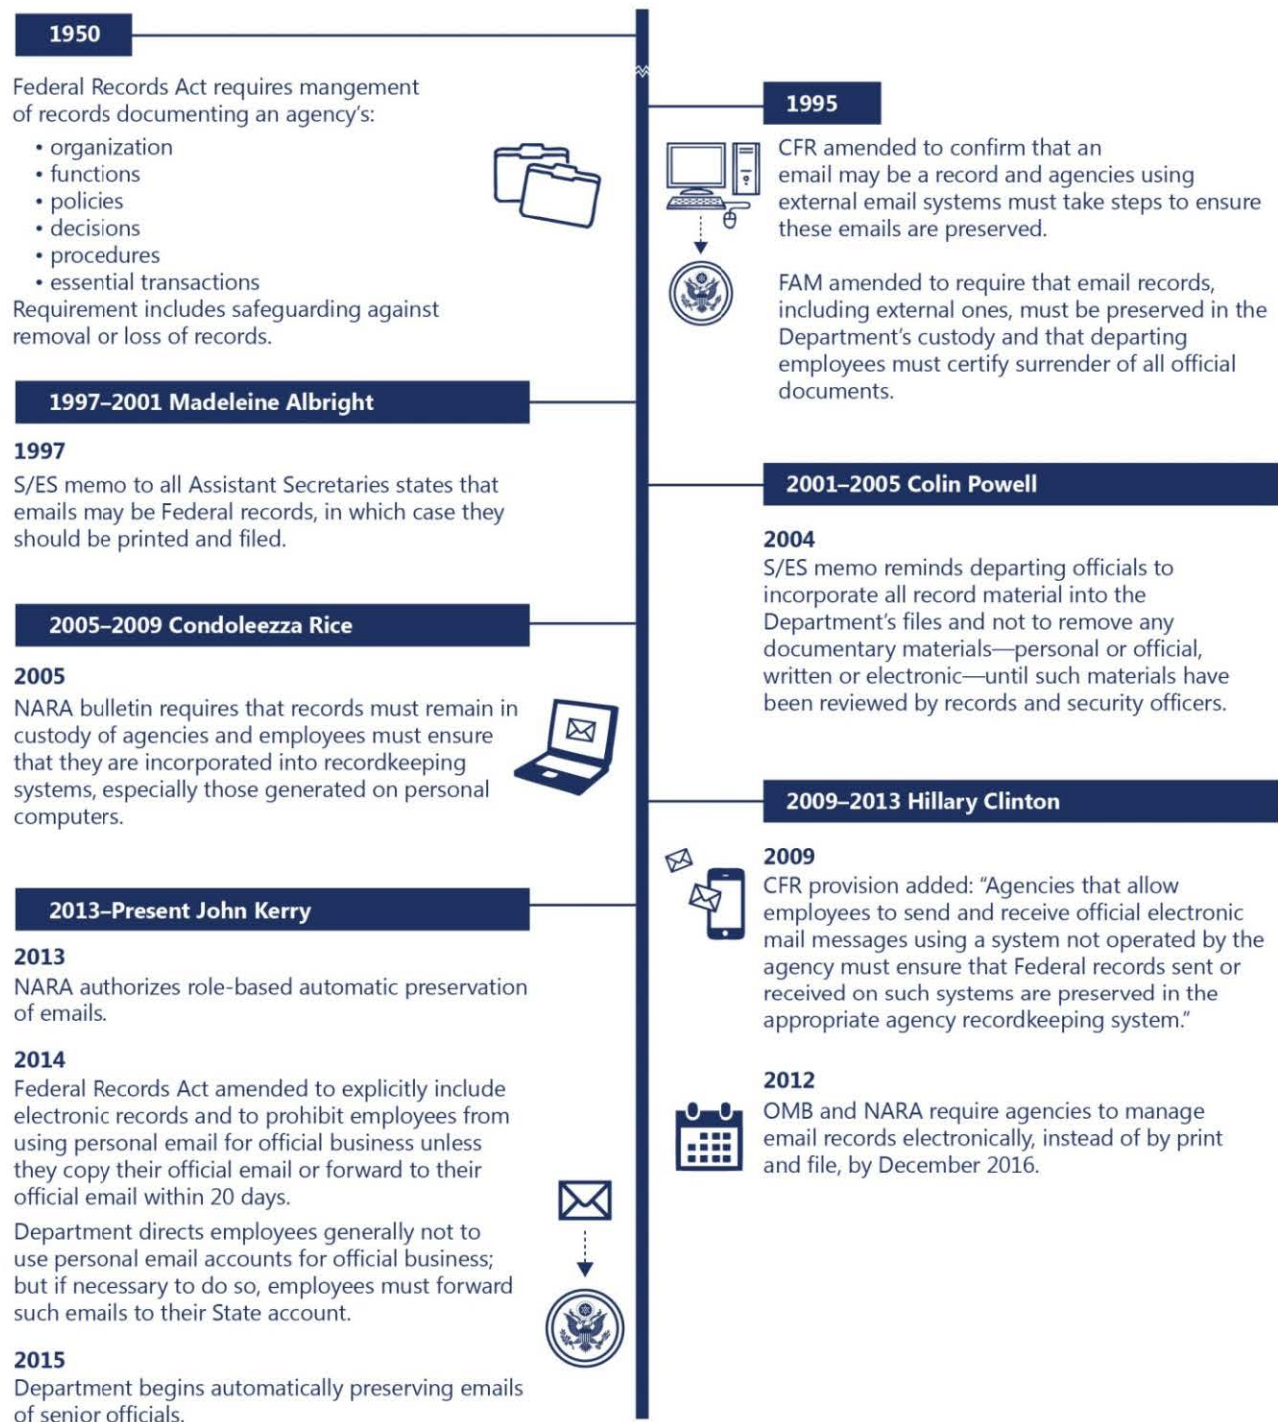 1950
Federal Records Act requires mangement
of records documenting an agency's:
• organization
• functions
• policies
• decisions
• procedures
• essential transactions
Requirement includes safeguarding against
removal or loss of records.
1995
CFR amended to confirm that an
email may be a record and agencies using
external email systems must take steps to ensure
these emails are preserved.
FAM amended to require that email records,
including external ones, must be preserved in the
Department's custody and that departing
employees must certify surrender of all official
documents.
1997–2001 Madeleine Albright
1997
S/ES memo to all Assistant Secretaries states that
emails may be Federal records, in which case they
should be printed and filed.
2001–2005 Colin Powell
2004
S/ES memo reminds departing officials to
incorporate all record material into the
Department's files and not to remove any
documentary materials—personal or official,
written or electronic—until such materials have
been reviewed by records and security officers.
2005–2009 Condoleezza Rice
2005
NARA bulletin requires that records must remain in
custody of agencies and employees must ensure
that they are incorporated into recordkeeping
systems, especially those generated on personal
computers.
2009–2013 Hillary Clinton
2009
CFR provision added: "Agencies that allow
employees to send and receive official electronic
mail messages using a system not operated by the
agency must ensure that Federal records sent or
received on such systems are preserved in the
appropriate agency recordkeeping system."
2012
OMB and NARA require agencies to manage
email records electronically, instead of by print
and file, by December 2016.
2013–Present John Kerry
2013
NARA authorizes role-based automatic preservation
of emails.
2014
Federal Records Act amended to explicitly include
electronic records and to prohibit employees from
using personal email for official business unless
they copy their official email or forward to their
official email within 20 days.
Department directs employees generally not to
use personal email accounts for official business;
but if necessary to do so, employees must forward
such emails to their State account.
2015
Department begins automatically preserving emails
of senior officials.